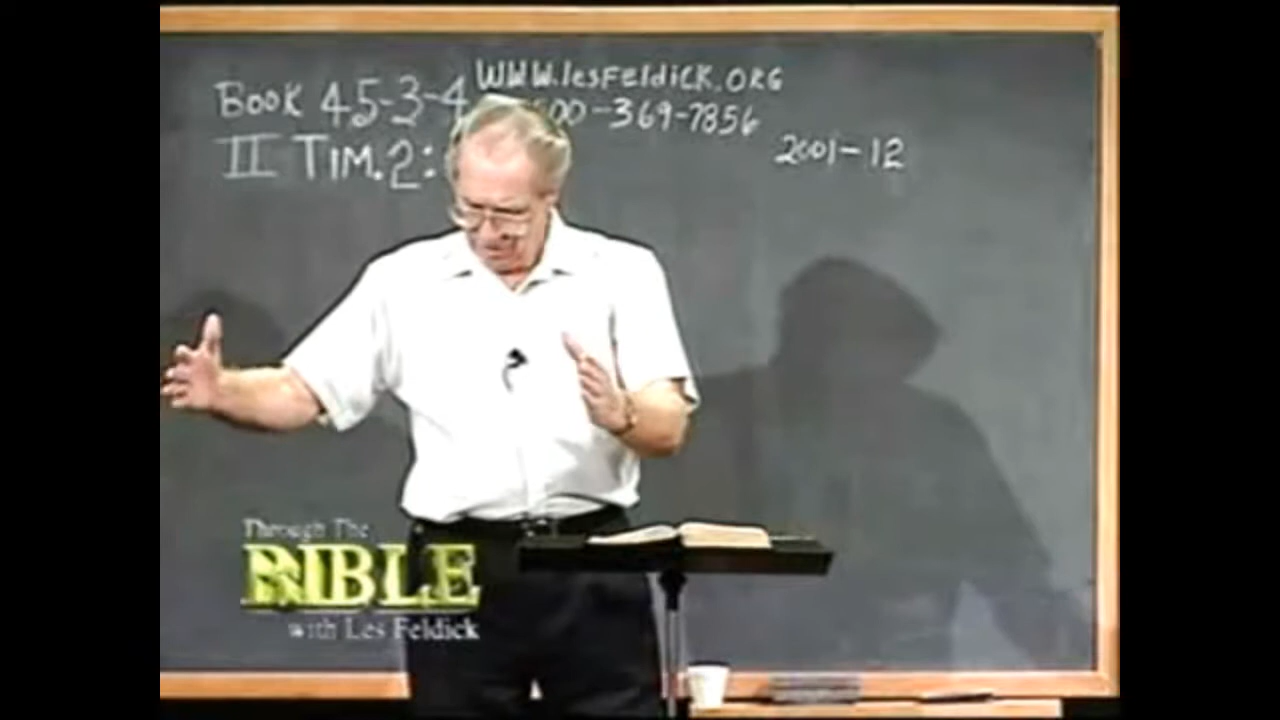 WWW.lesFeldick.ORG
Book 45-3-4
00-369-7856
II Tim.2:
2001-12
Through The
BIBLE
with Les Feldick